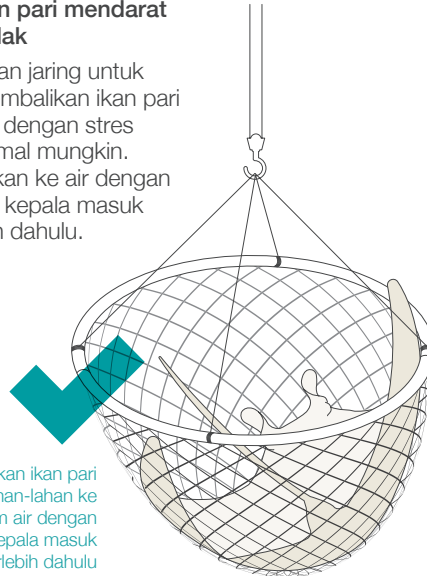 n pari mendarat
lak
an jaring untuk
mbalikan ikan pari
dengan stres
mal mungkin.
kan ke air dengan
kepala masuk
n dahulu.
kan ikan pari
han-lahan ke
m air dengan
epala masuk
rlebih dahulu